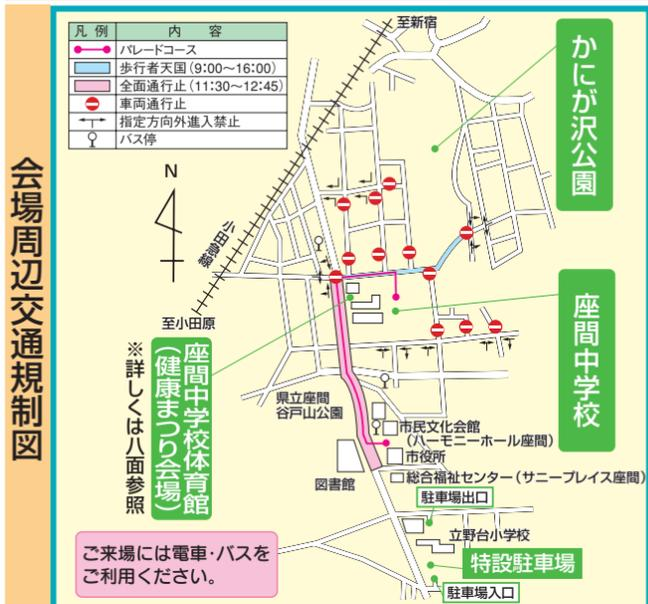 会場周辺交通規制図
凡例 内容
パレードコース
歩行者天国(9:00〜16:00)
全面通行止(11:30〜12:45)
車両通行止
指定方向外進入禁止
バス停
N
至新宿
小田急線
至小田原
かにが沢公園
座間中学校
座間中学校体育館
(健康まつり会場)
※詳しくは八面参照
県立座間
谷戸山公園
市民文化会館
(ハーモニーホール座間)
市役所
図書館
総合福祉センター(サニープレイス座間)
駐車場出口
立野台小学校
特設駐車場
駐車場入口
ご来場には電車・バスを
ご利用ください。